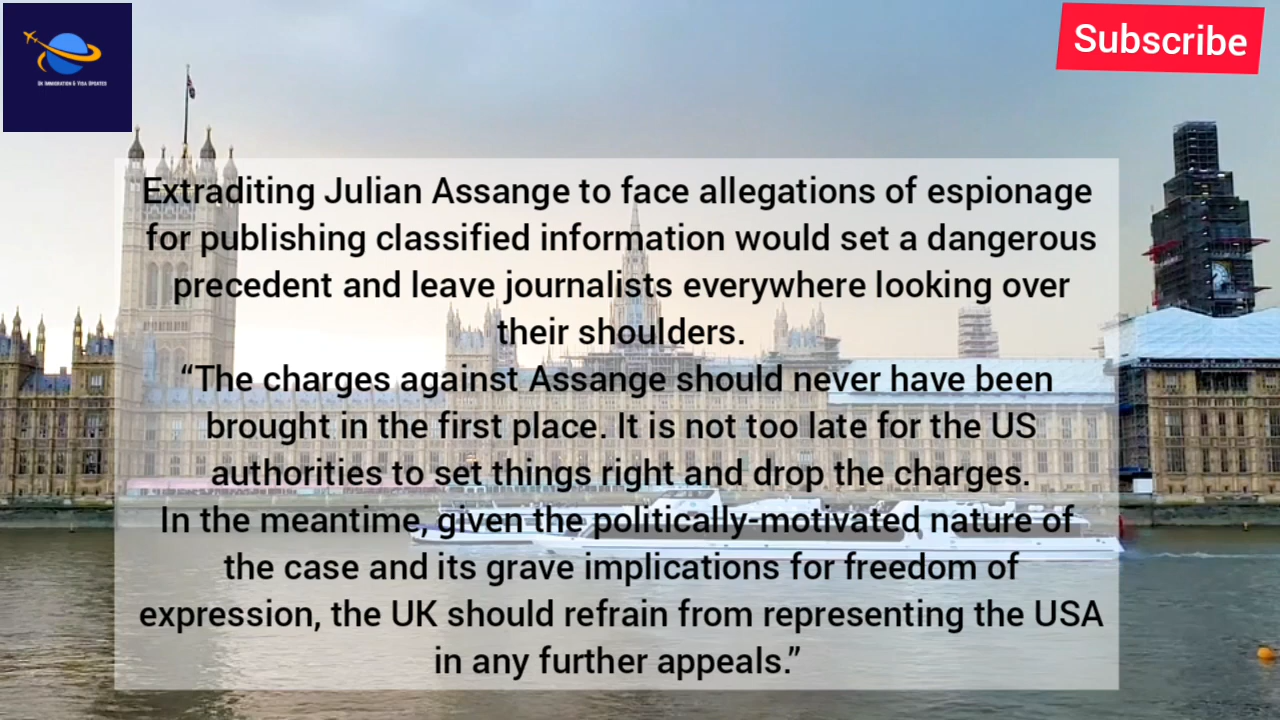 UK IMMIGRATION & VISA UPDATES
Subscribe
Extraditing Julian Assange to face allegations of espionage
for publishing classified information would set a dangerous
precedent and leave journalists everywhere looking over
their shoulders.
“The charges against Assange should never have been
brought in the first place. It is not too late for the US
authorities to set things right and drop the charges.
In the meantime, given the politically-motivated nature of
the case and its grave implications for freedom of
expression, the UK should refrain from representing the USA
in any further appeals.”